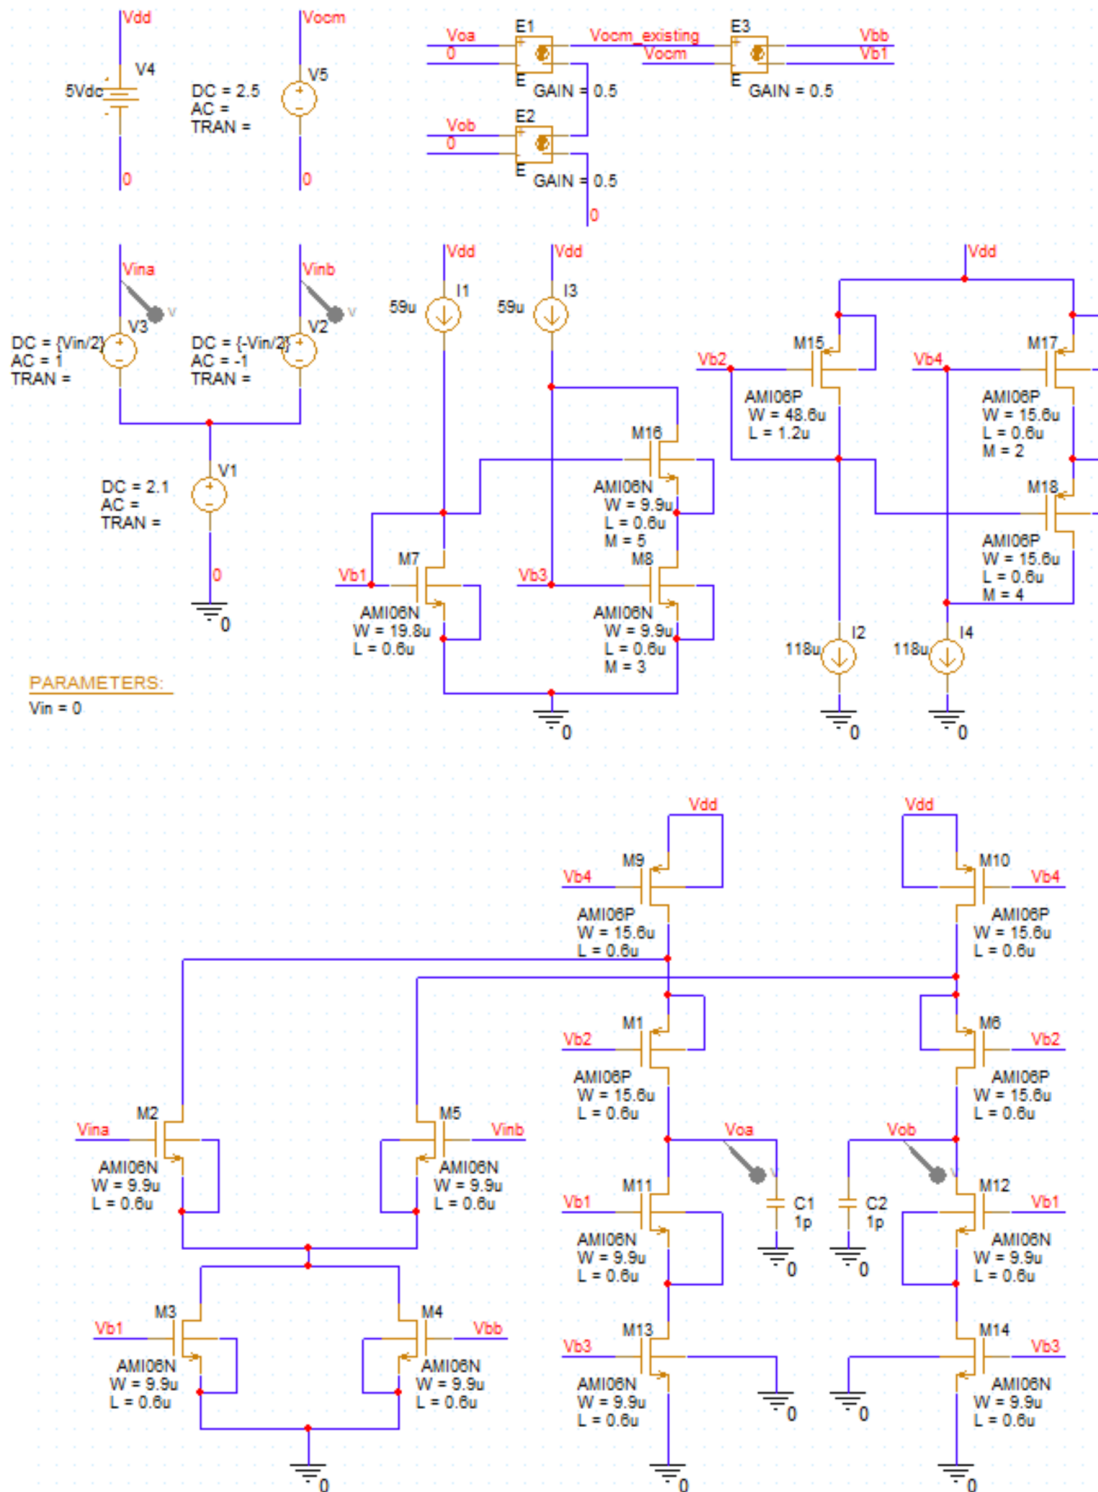 Vdd
V4
5Vdc
0
Vocm
V5
DC = 2.5
AC =
TRAN =
0
Voa
0
E1
E
GAIN = 0.5
Vocm_existing
Vocm
E3
E
GAIN = 0.5
Vbb
Vb1
Vob
0
E2
E
GAIN = 0.5
0
Vina
V
V3
DC = {Vin/2}
AC = 1
TRAN =
Vinb
V
V2
DC = {-Vin/2}
AC = -1
TRAN =
V1
DC = 2.1
AC =
TRAN =
0
0
PARAMETERS:
Vin = 0
Vdd
I1
59u
Vdd
I3
59u
M16
AMI06N
W = 9.9u
L = 0.6u
M = 5
Vb1
M7
AMI06N
W = 19.8u
L = 0.6u
Vb3
M8
AMI06N
W = 9.9u
L = 0.6u
M = 3
0
Vdd
Vb2
M15
AMI06P
W = 48.6u
L = 1.2u
Vb4
M17
AMI06P
W = 15.6u
L = 0.6u
M = 2
M18
AMI06P
W = 15.6u
L = 0.6u
M = 4
I2
118u
0
I4
118u
0
Vdd
M9
Vb4
AMI06P
W = 15.6u
L = 0.6u
Vdd
M10
Vb4
AMI06P
W = 15.6u
L = 0.6u
M1
Vb2
AMI06P
W = 15.6u
L = 0.6u
M6
Vb2
AMI06P
W = 15.6u
L = 0.6u
M2
Vina
AMI06N
W = 9.9u
L = 0.6u
M5
Vinb
AMI06N
W = 9.9u
L = 0.6u
Voa
V
C1
1p
0
Vob
V
C2
1p
0
M11
Vb1
AMI06N
W = 9.9u
L = 0.6u
M12
Vb1
AMI06N
W = 9.9u
L = 0.6u
M3
Vb1
AMI06N
W = 9.9u
L = 0.6u
M4
Vbb
AMI06N
W = 9.9u
L = 0.6u
0
M13
Vb3
AMI06N
W = 9.9u
L = 0.6u
0
0
M14
Vb3
AMI06N
W = 9.9u
L = 0.6u
0
0